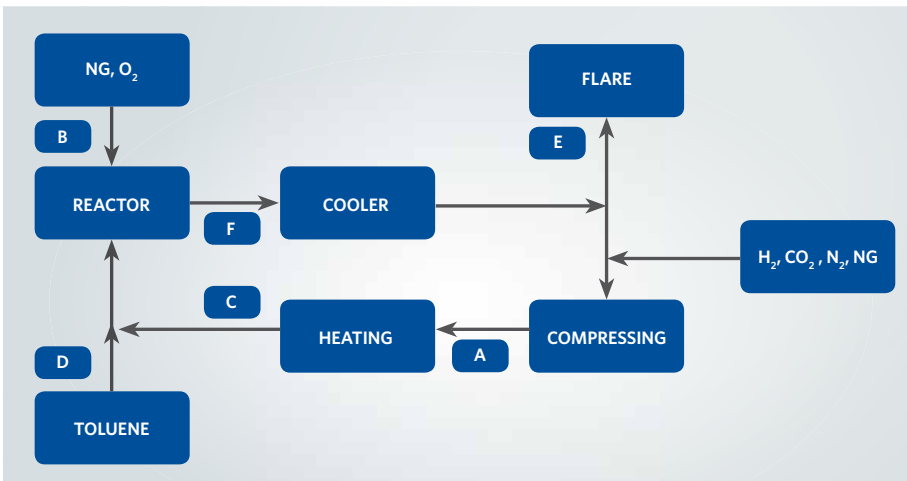 NG, O₂
FLARE
B
E
REACTOR
COOLER
F
H₂, CO₂ , N₂, NG
C
HEATING
COMPRESSING
A
D
TOLUENE